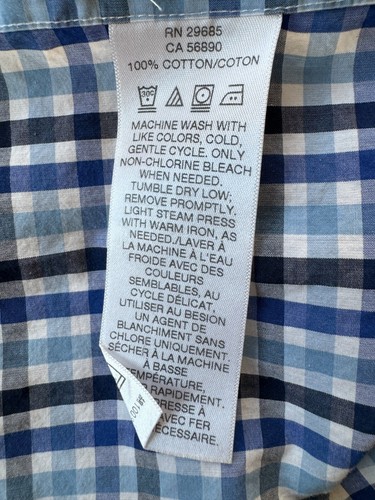 RN 29685
CA 56890
100% COTTON/COTON
30C
MACHINE WASH WITH
LIKE COLORS, COLD,
GENTLE CYCLE. ONLY
NON-CHLORINE BLEACH
WHEN NEEDED.
TUMBLE DRY LOW;
REMOVE PROMPTLY.
LIGHT STEAM PRESS
WITH WARM IRON, AS
NEEDED./LAVER À
LA MACHINE À L'EAU
FROIDE AVEC DES
COULEURS
SEMBLABLES, AU
CYCLE DÉLICAT,
UTILISER AU BESION
UN AGENT DE
BLANCHIMENT SANS
CHLORE UNIQUEMENT.
SÉCHER À LA MACHINE
À BASSE
RAPIDEMENT.
À
AVEC FER